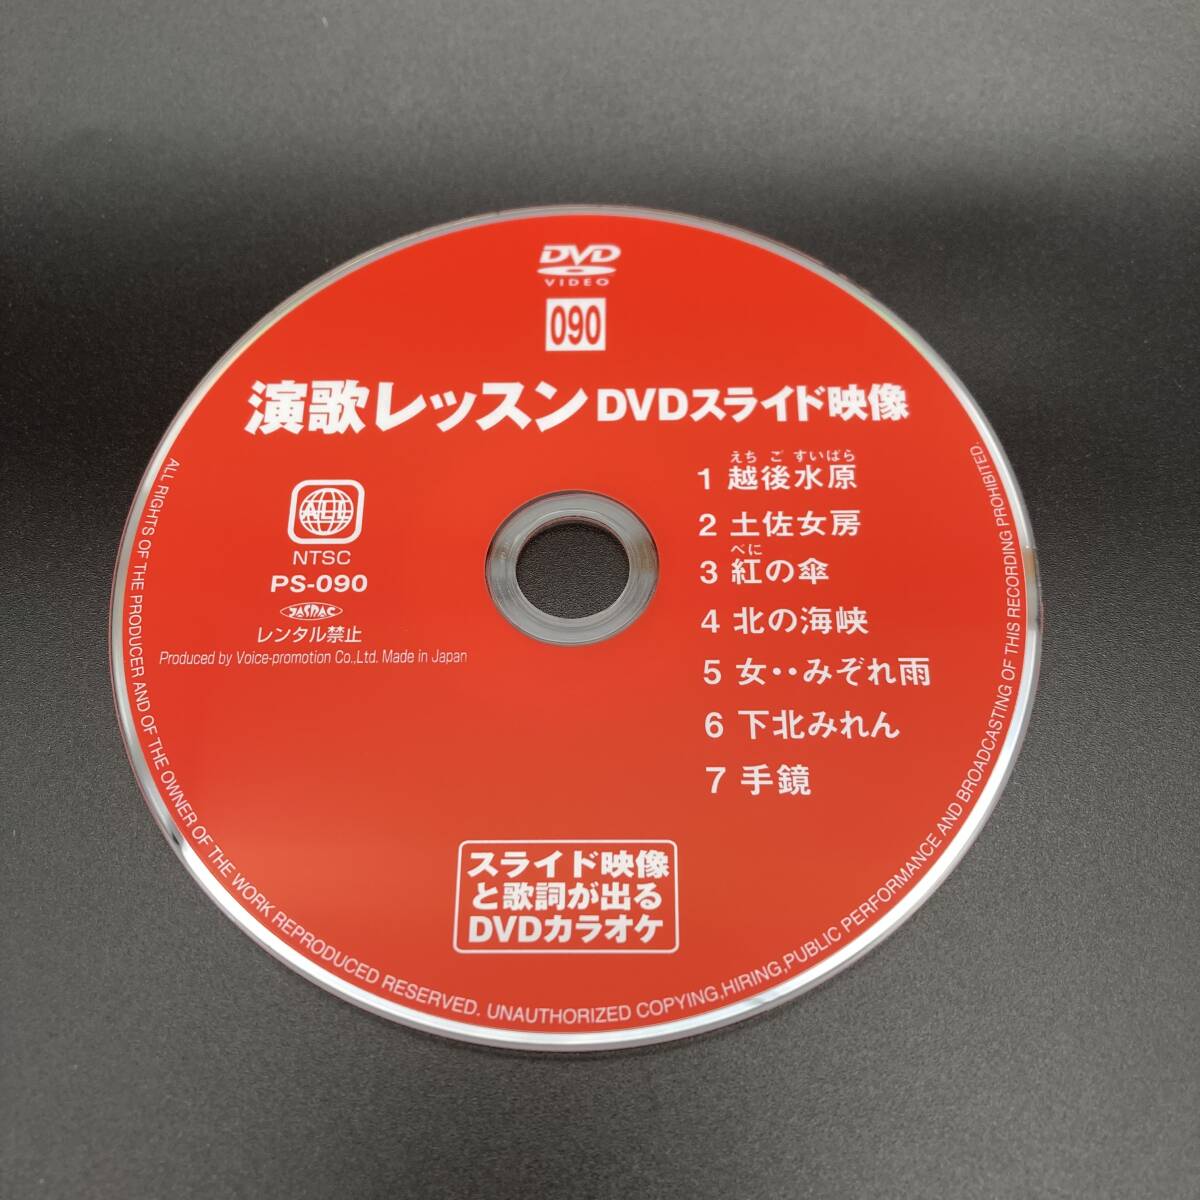 DVD
VIDEO
090
演歌レッスン DVDスライド映像
えちご すいばら
1 越後水原
2 土佐女房
べに
3 紅の傘
4 北の海峡
5 女・・みぞれ雨
6 下北みれん
7 手鏡
ALL
NTSC
PS-090
JASRAC
レンタル禁止
Produced by Voice-promotion Co.,Ltd. Made in Japan
スライド映像
と歌詞が出る
DVDカラオケ
ALL RIGHTS OF THE PRODUCER AND OF THE OWNER OF THE WORK REPRODUCED RESERVED. UNAUTHORIZED COPYING,HIRING,PUBLIC PERFORMANCE AND BROADCASTING OF THIS RECORDING PROHIBITED.